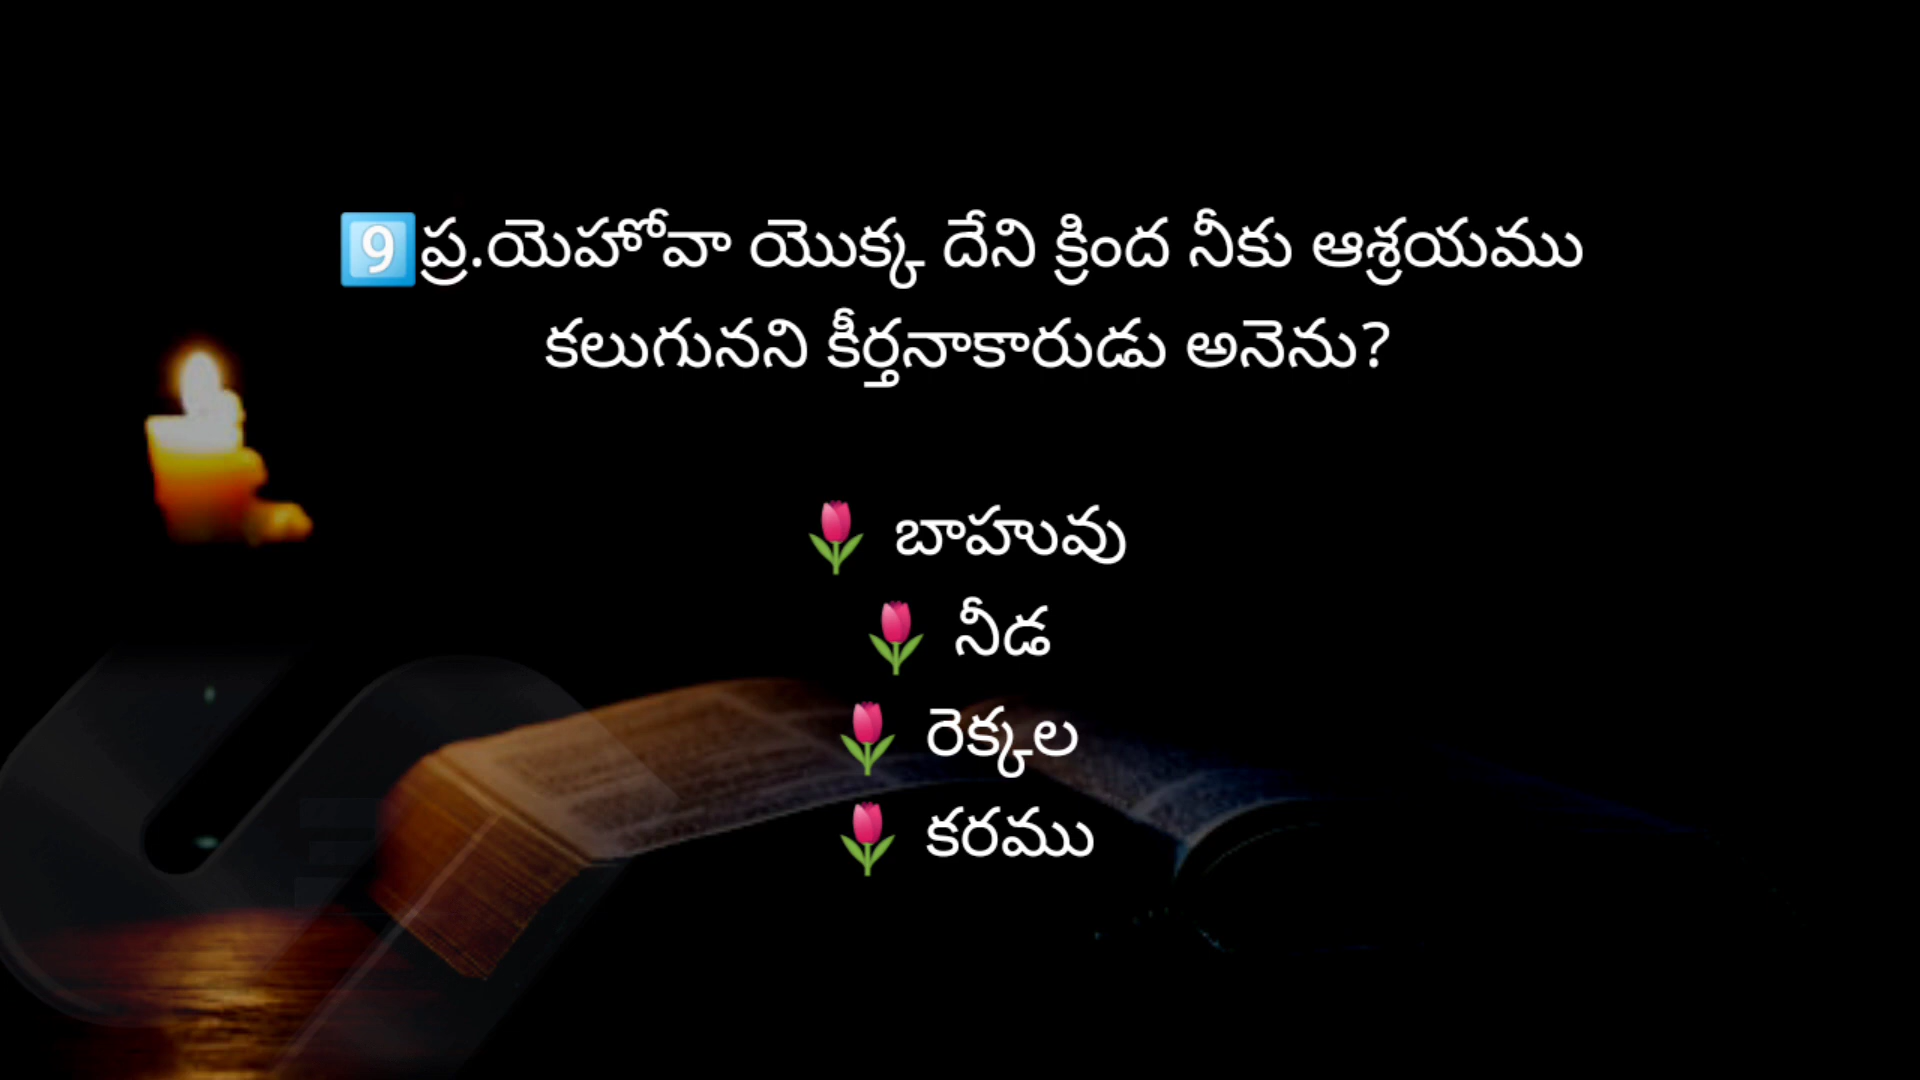 9️⃣ప్ర.యెహోవా యొక్క దేని క్రింద నీకు ఆశ్రయము
కలుగునని కీర్తనాకారుడు అనెను?
🌷 బాహువు
🌷 నీడ
🌷 రెక్కల
🌷 కరము